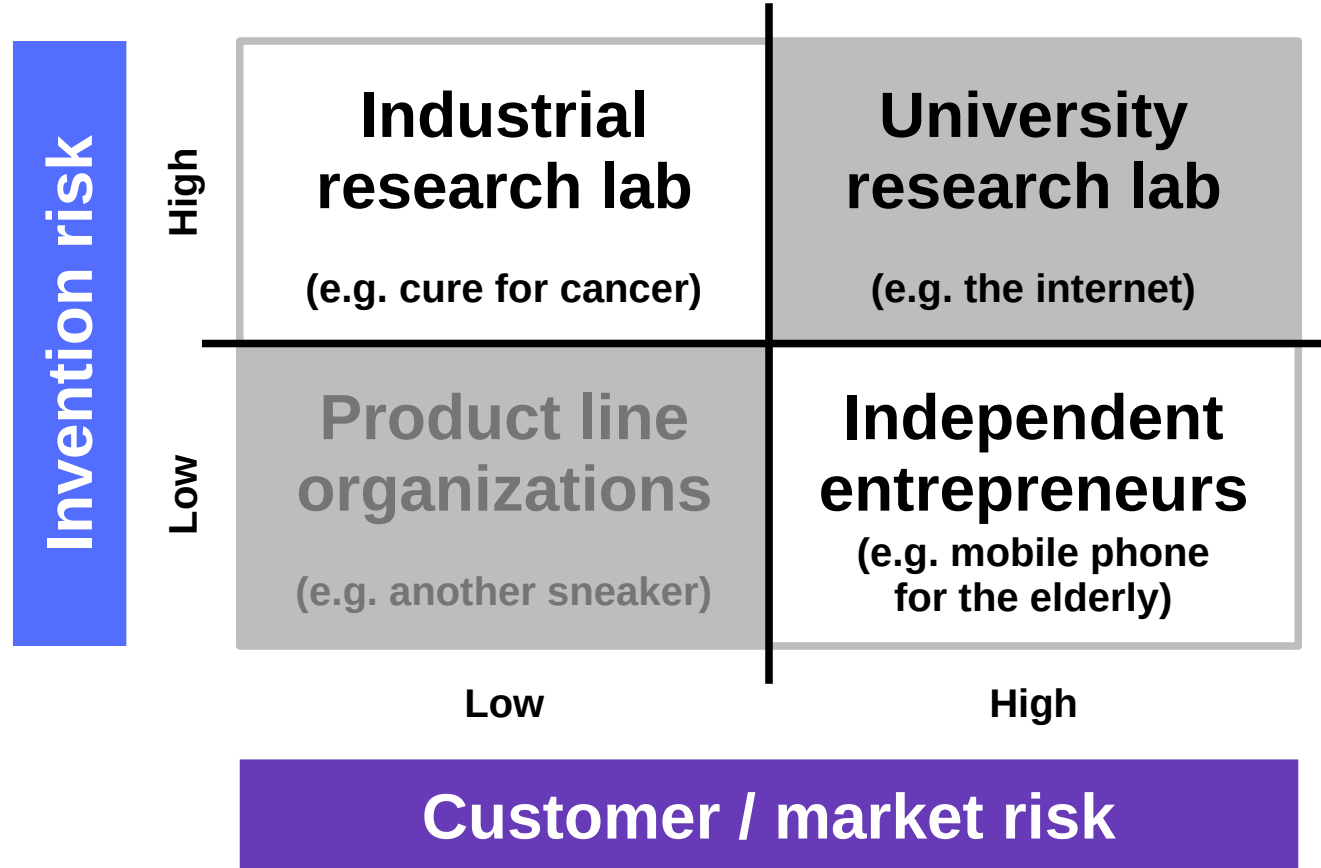 Invention risk
High
Industrial
research lab
(e.g. cure for cancer)
University
research lab
(e.g. the internet)
Low
Product line
organizations
(e.g. another sneaker)
Independent
entrepreneurs
(e.g. mobile phone
for the elderly)
Low
High
Customer / market risk